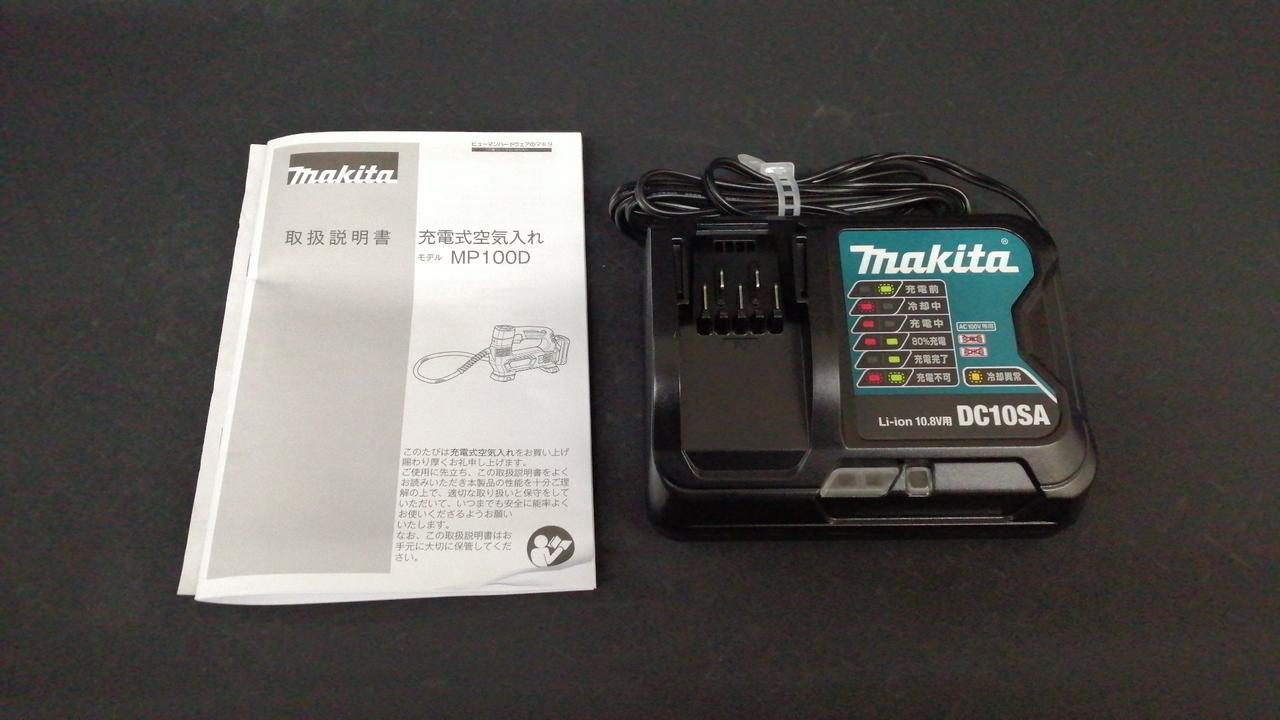 ヒューマンハードウェアのマキタ
makita
取扱説明書
充電式空気入れ
モデル MP100D
このたびは充電式空気入れをお買い上げ
賜わり厚くお礼申し上げます。
ご使用に先立ち、この取扱説明書をよく
お読みいただき本製品の性能を十分ご理
解の上で、適切な取り扱いと保守をして
いただいて、いつまでも安全に能率よく
お使いくださるようお願い
いたします。
なお、この取扱説明書はお
手元に大切に保管してくだ
さい。
makita®
充電前
冷却中
充電中
80%充電
充電完了
充電不可
AC100V専用
冷却異常
Li-ion 10.8V用 DC10SA